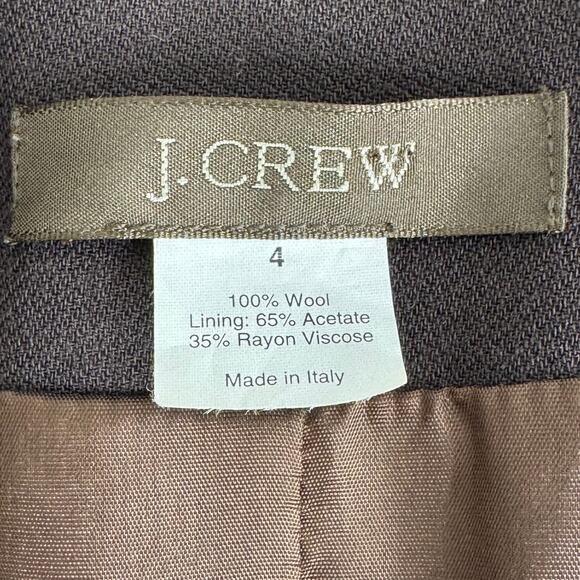 J.CREW
4
100% Wool
Lining: 65% Acetate
35% Rayon Viscose
Made in Italy